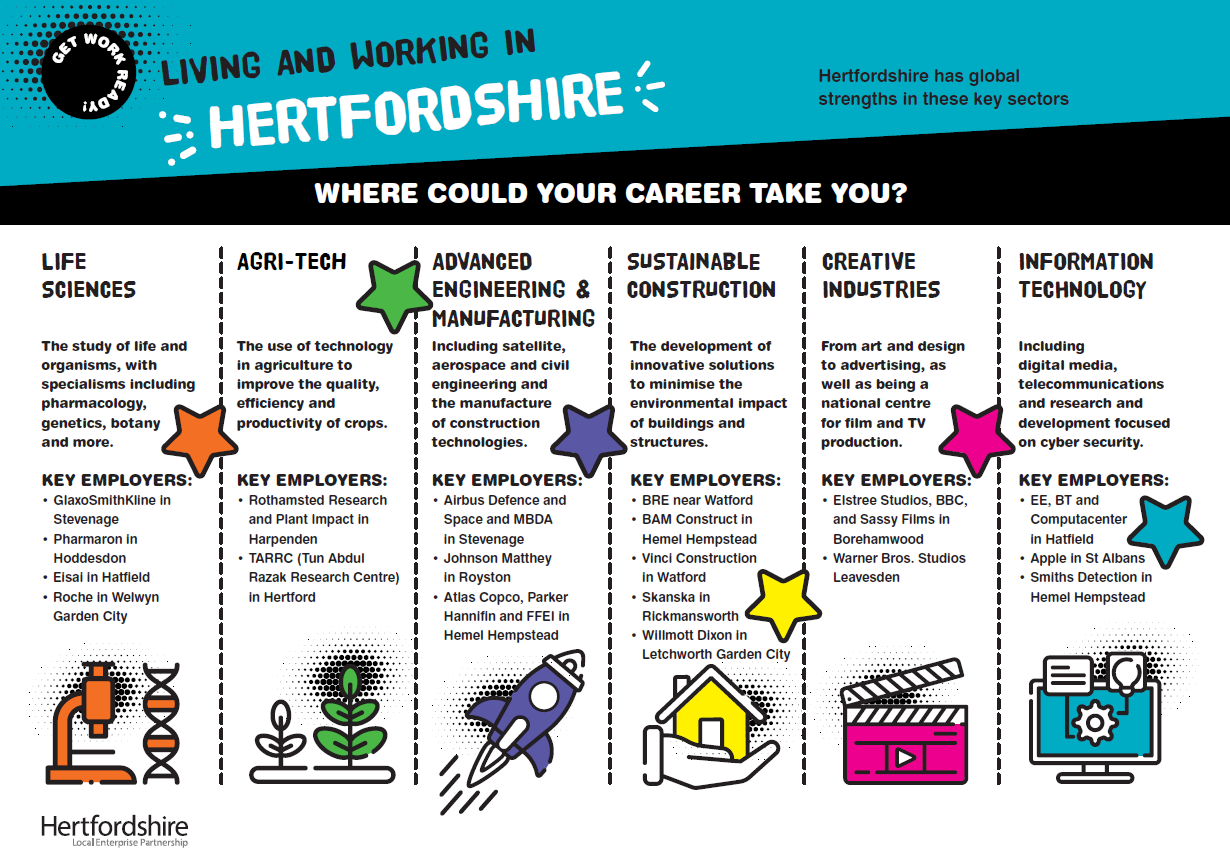 GET WORK READY!
LIVING AND WORKING IN
HERTFORDSHIRE
Hertfordshire has global
strengths in these key sectors
WHERE COULD YOUR CAREER TAKE YOU?
LIFE
SCIENCES
The study of life and
organisms, with
specialisms including
pharmacology,
genetics, botany
and more.
KEY EMPLOYERS:
• GlaxoSmithKline in
Stevenage
• Pharmaron in
Hoddesdon
• Eisai in Hatfield
• Roche in Welwyn
Garden City
AGRI-TECH
The use of technology
in agriculture to
improve the quality,
efficiency and
productivity of crops.
KEY EMPLOYERS:
• Rothamsted Research
and Plant Impact in
Harpenden
• TARRC (Tun Abdul
Razak Research Centre)
in Hertford
ADVANCED
ENGINEERING &
MANUFACTURING
Including satellite,
aerospace and civil
engineering and
the manufacture
of construction
technologies.
KEY EMPLOYERS:
• Airbus Defence and
Space and MBDA
in Stevenage
• Johnson Matthey
in Royston
• Atlas Copco, Parker
Hannifin and FFEI in
Hemel Hempstead
SUSTAINABLE
CONSTRUCTION
The development of
innovative solutions
to minimise the
environmental impact
of buildings and
structures.
KEY EMPLOYERS:
• BRE near Watford
• BAM Construct in
Hemel Hempstead
• Vinci Construction
in Watford
• Skanska in
Rickmansworth
• Willmott Dixon in
Letchworth Garden City
CREATIVE
INDUSTRIES
From art and design
to advertising, as
well as being a
national centre
for film and TV
production.
KEY EMPLOYERS:
• Elstree Studios, BBC,
and Sassy Films in
Borehamwood
• Warner Bros. Studios
Leavesden
INFORMATION
TECHNOLOGY
Including
digital media,
telecommunications
and research and
development focused
on cyber security.
KEY EMPLOYERS:
• EE, BT and
Computacenter
in Hatfield
• Apple in St Albans
• Smiths Detection in
Hemel Hempstead
Hertfordshire
Local Enterprise Partnership